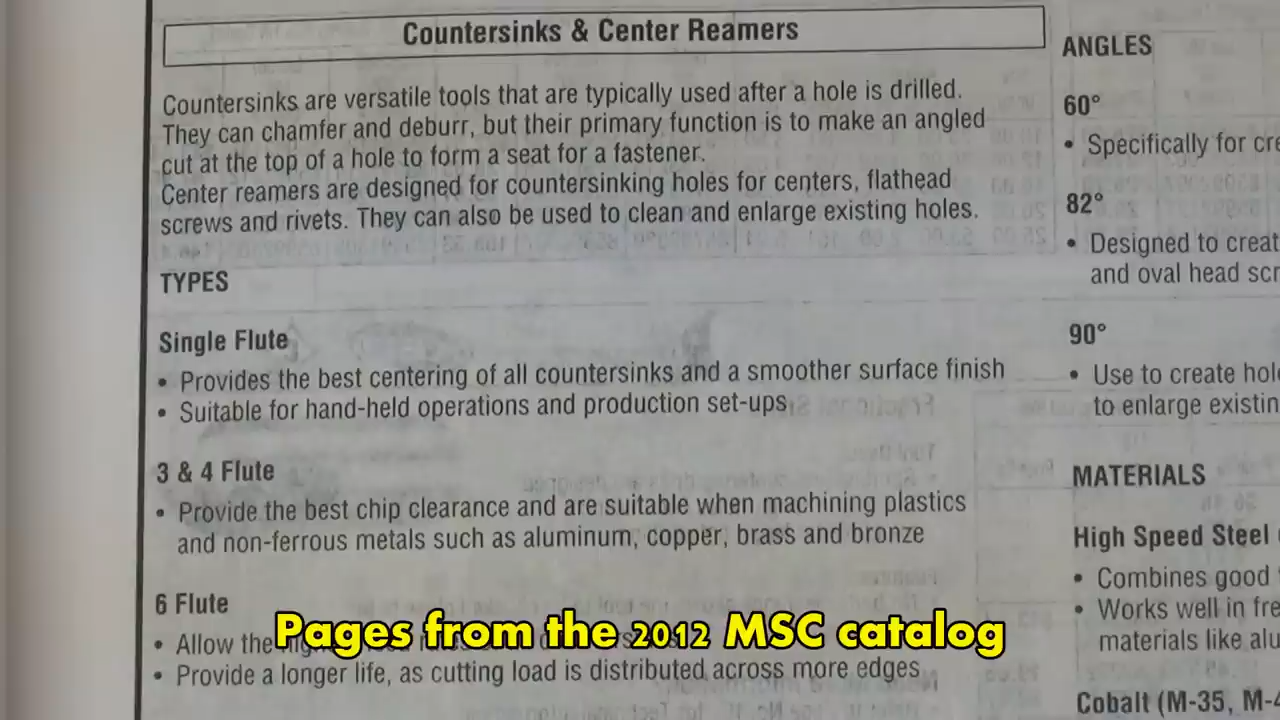 Countersinks & Center Reamers
Countersinks are versatile tools that are typically used after a hole is drilled.
They can chamfer and deburr, but their primary function is to make an angled
cut at the top of a hole to form a seat for a fastener.
Center reamers are designed for countersinking holes for centers, flathead
screws and rivets. They can also be used to clean and enlarge existing holes.
TYPES
Single Flute
• Provides the best centering of all countersinks and a smoother surface finish
• Suitable for hand-held operations and production set-ups
3 & 4 Flute
• Provide the best chip clearance and are suitable when machining plastics
and non-ferrous metals such as aluminum, copper, brass and bronze
6 Flute
• Allow the
• Provide a longer life, as cutting load is distributed across more edges
ANGLES
60°
• Specifically for
82°
• Designed to
and oval head
90°
• Use to create
to enlarge
MATERIALS
High Speed Steel
• Combines good
• Works well in
materials like
Cobalt (M-35,
Pages from the 2012 MSC catalog